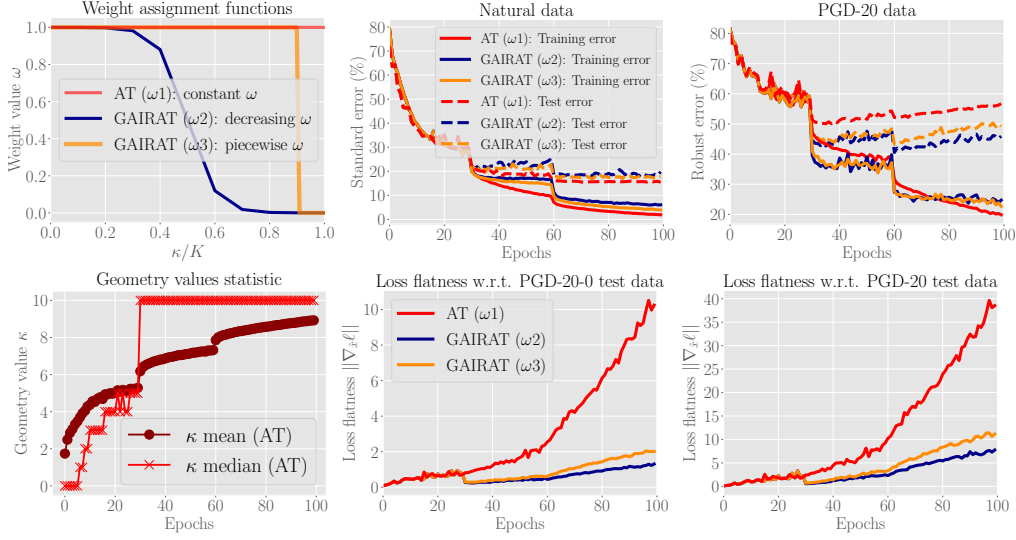 Weight assignment functions
Weight value ω
1.0
0.8
0.6
0.4
0.2
0.0
AT (ω1): constant ω
GAIRAT (ω2): decreasing ω
GAIRAT (ω3): piecewise ω
0.0 0.2 0.4 0.6 0.8 1.0
κ/K
Natural data
Standard error (%)
80
70
60
50
40
30
20
10
0
AT (ω1): Training error
GAIRAT (ω2): Training error
GAIRAT (ω3): Training error
AT (ω1): Test error
GAIRAT (ω2): Test error
GAIRAT (ω3): Test error
0 20 40 60 80 100
Epochs
PGD-20 data
Robust error (%)
80
70
60
50
40
30
20
0 20 40 60 80 100
Epochs
Geometry values statistic
Geometry value κ
10
8
6
4
2
0
κ mean (AT)
κ median (AT)
0 20 40 60 80 100
Epochs
Loss flatness w.r.t. PGD-20-0 test data
Loss flatness ||∇x̃ℓ||
10
8
6
4
2
0
AT (ω1)
GAIRAT (ω2)
GAIRAT (ω3)
0 20 40 60 80 100
Epochs
Loss flatness w.r.t. PGD-20 test data
Loss flatness ||∇x̃ℓ||
40
35
30
25
20
15
10
5
0
0 20 40 60 80 100
Epochs